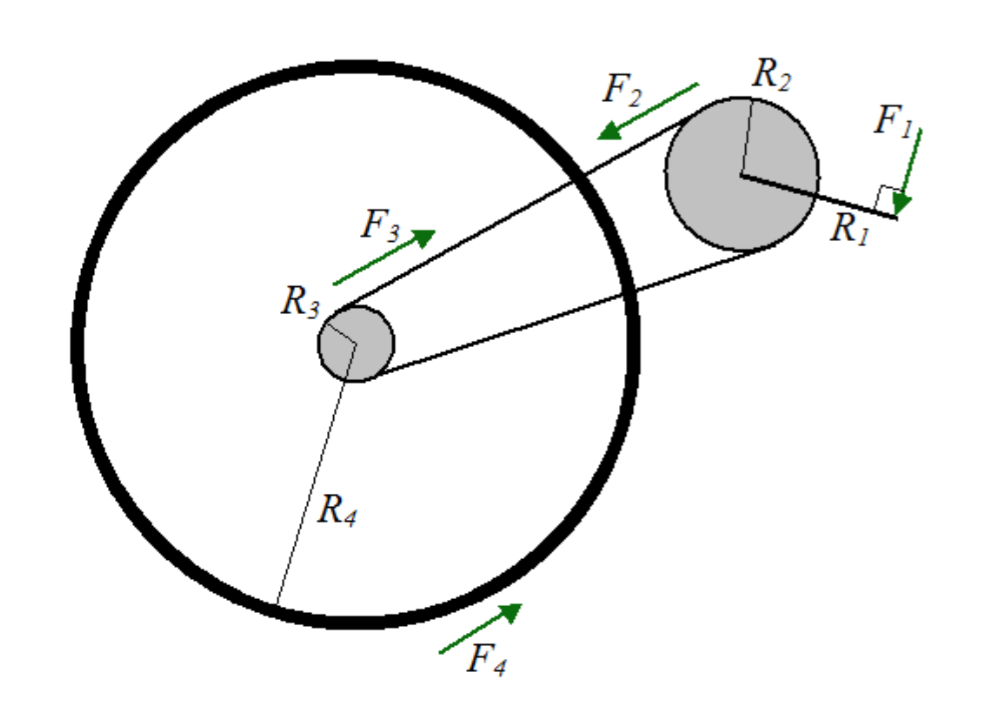 R₂
F₂
F₁
R₁
F₃
R₃
R₄
F₄